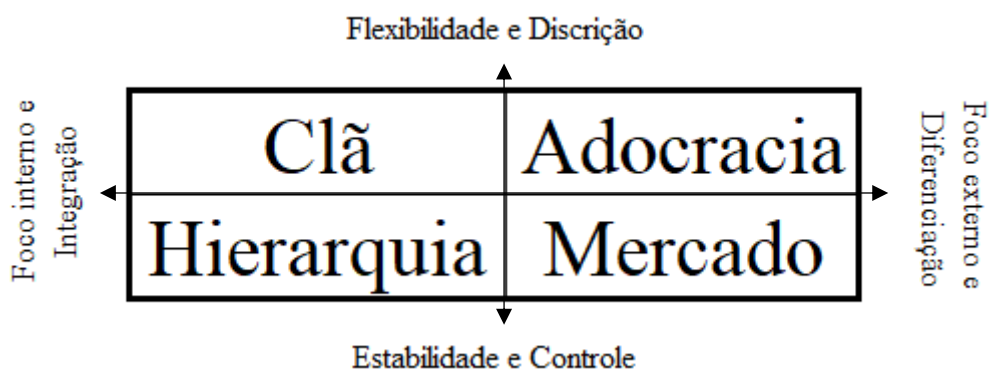 Flexibilidade e Discrição
Foco interno e
Integração
Clã
Adocracia
Foco externo e
Diferenciação
Hierarquia
Mercado
Estabilidade e Controle